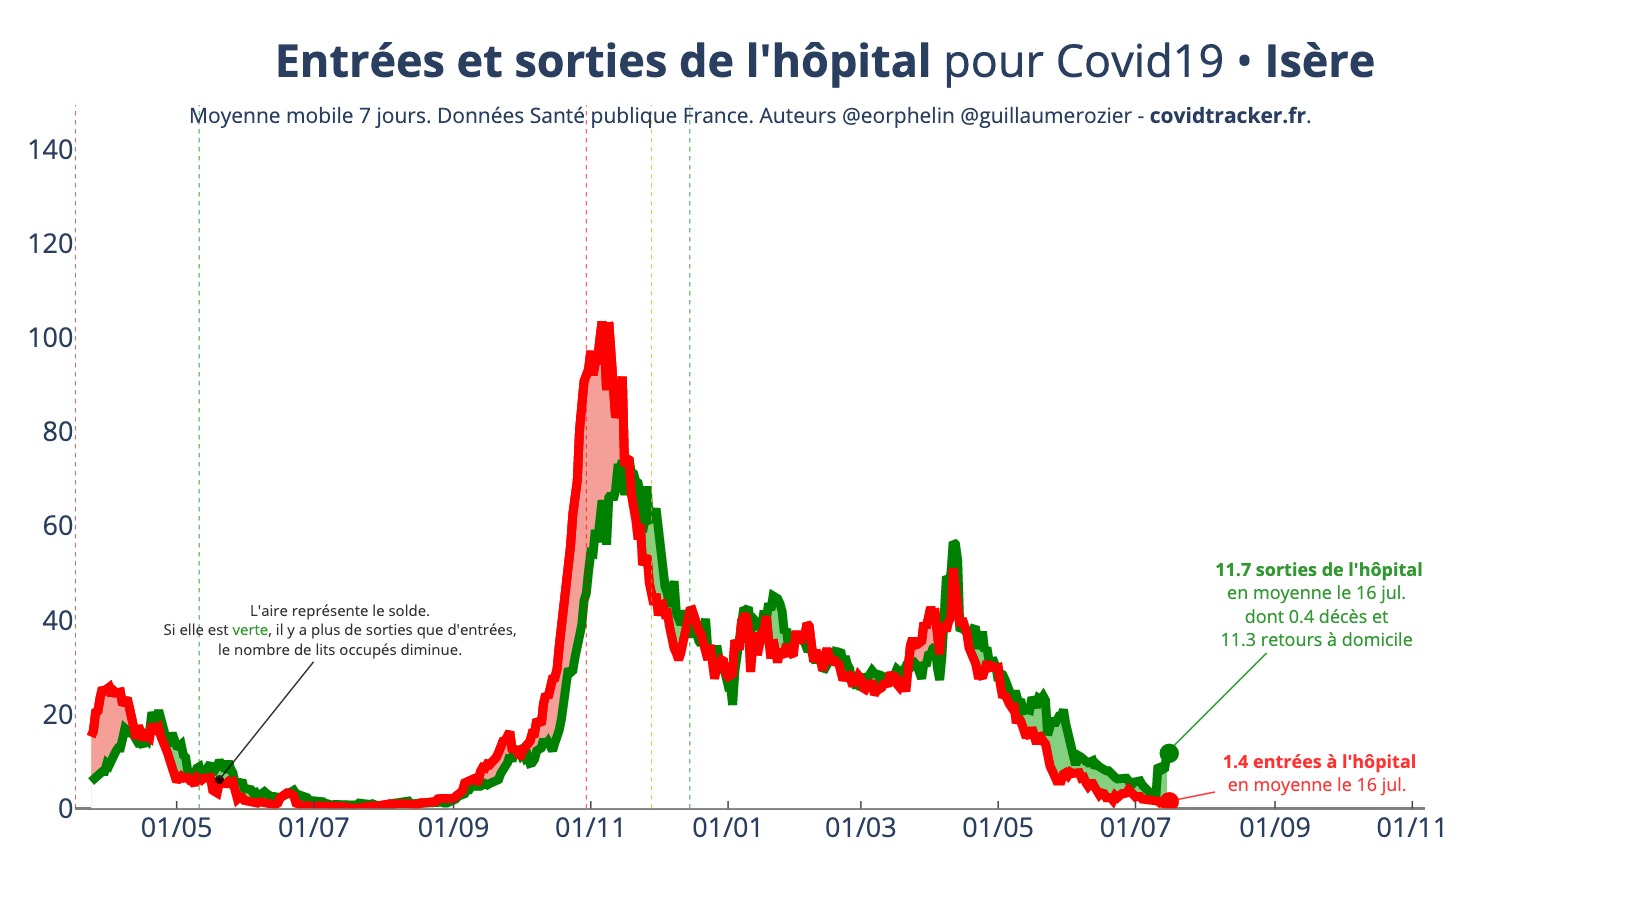 Entrées et sorties de l'hôpital pour Covid19 • Isère
Moyenne mobile 7 jours. Données Santé publique France. Auteurs @eorphelin @guillaumerozier - covidtracker.fr.
140
120
100
80
60
40
20
0
L'aire représente le solde.
Si elle est verte, il y a plus de sorties que d'entrées,
le nombre de lits occupés diminue.
11.7 sorties de l'hôpital
en moyenne le 16 jul.
dont 0.4 décès et
11.3 retours à domicile
1.4 entrées à l'hôpital
en moyenne le 16 jul.
01/05 01/07 01/09 01/11 01/01 01/03 01/05 01/07 01/09 01/11